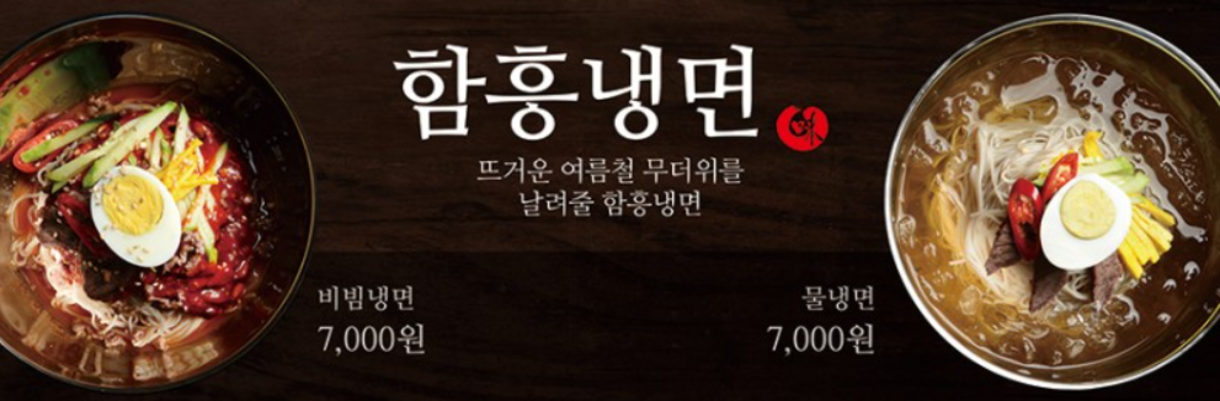 함흥냉면
味
뜨거운 여름철 무더위를
날려줄 함흥냉면
비빔냉면
7,000원
물냉면
7,000원